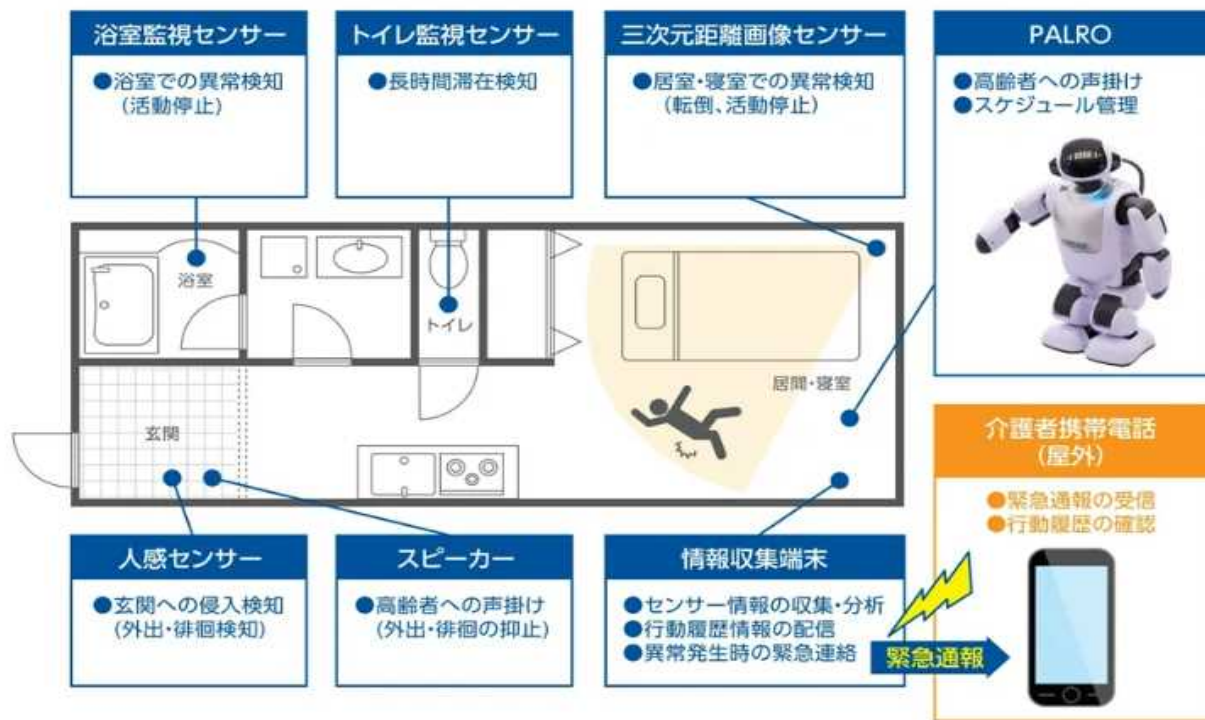 浴室監視センサー
●浴室での異常検知
(活動停止)
トイレ監視センサー
●長時間滞在検知
三次元距離画像センサー
●居室・寝室での異常検知
(転倒、活動停止)
PALRO
●高齢者への声掛け
●スケジュール管理
浴室
トイレ
居間・寝室
玄関
介護者携帯電話
(屋外)
●緊急通報の受信
●行動履歴の確認
人感センサー
●玄関への侵入検知
(外出・徘徊検知)
スピーカー
●高齢者への声掛け
(外出・徘徊の抑止)
情報収集端末
●センサー情報の収集・分析
●行動履歴情報の配信
●異常発生時の緊急連絡
緊急通報